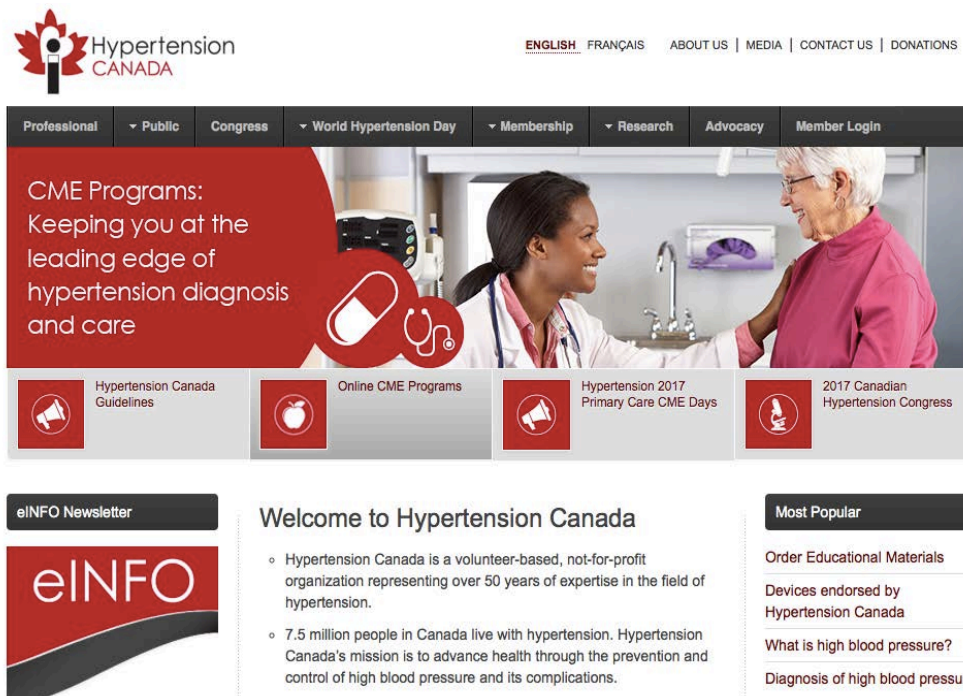 Hypertension
CANADA
ENGLISH FRANÇAIS ABOUT US | MEDIA | CONTACT US | DONATIONS
Professional Public Congress World Hypertension Day Membership Research Advocacy Member Login
CME Programs:
Keeping you at the
leading edge of
hypertension diagnosis
and care
Hypertension Canada
Guidelines
Online CME Programs
Hypertension 2017
Primary Care CME Days
2017 Canadian
Hypertension Congress
eINFO Newsletter
eINFO
Welcome to Hypertension Canada
Hypertension Canada is a volunteer-based, not-for-profit
organization representing over 50 years of expertise in the field of
hypertension.
7.5 million people in Canada live with hypertension. Hypertension
Canada's mission is to advance health through the prevention and
control of high blood pressure and its complications.
Most Popular
Order Educational Materials
Devices endorsed by
Hypertension Canada
What is high blood pressure?
Diagnosis of high blood pressu